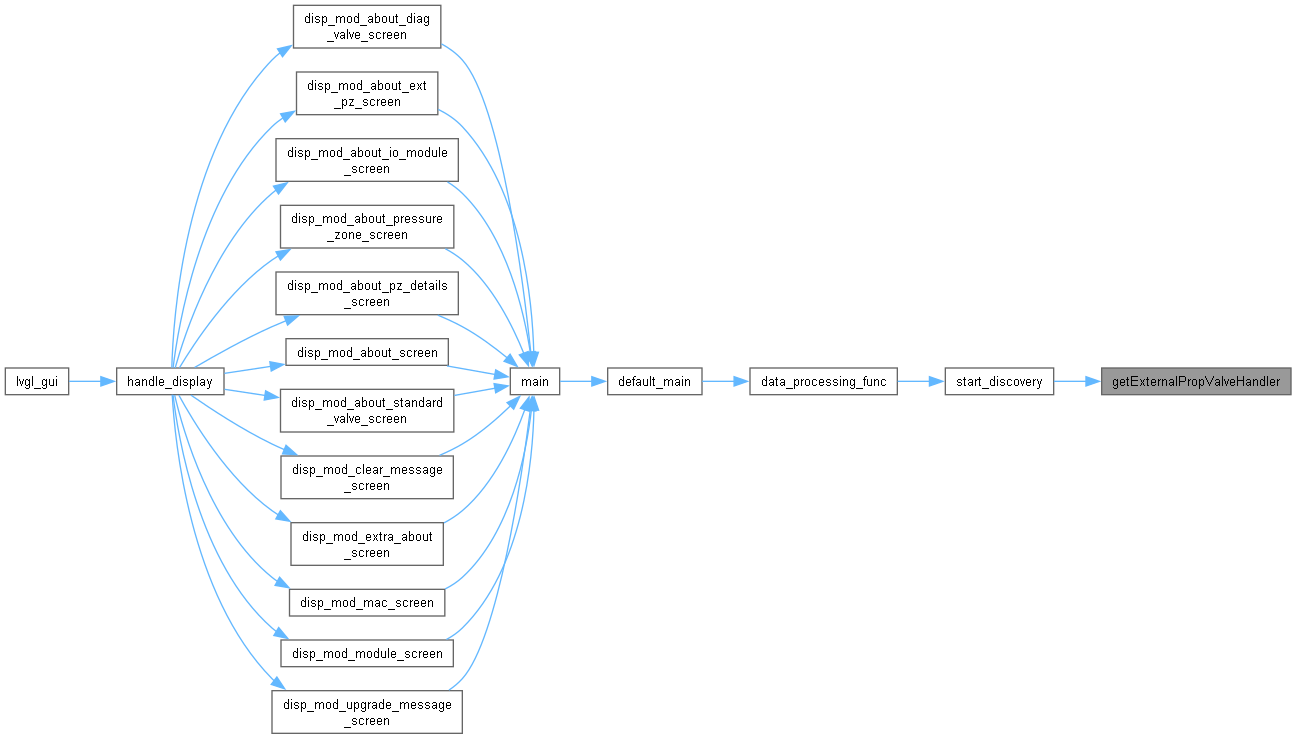 disp_mod_about_diag
_valve_screen
disp_mod_about_ext
_pz_screen
disp_mod_about_io_module
_screen
disp_mod_about_pressure
_zone_screen
disp_mod_about_pz_details
_screen
lvgl_gui
handle_display
disp_mod_about_screen
disp_mod_about_standard
_valve_screen
disp_mod_clear_message
_screen
disp_mod_extra_about
_screen
disp_mod_mac_screen
disp_mod_module_screen
disp_mod_upgrade_message
_screen
main
default_main
data_processing_func
start_discovery
getExternalPropValveHandler